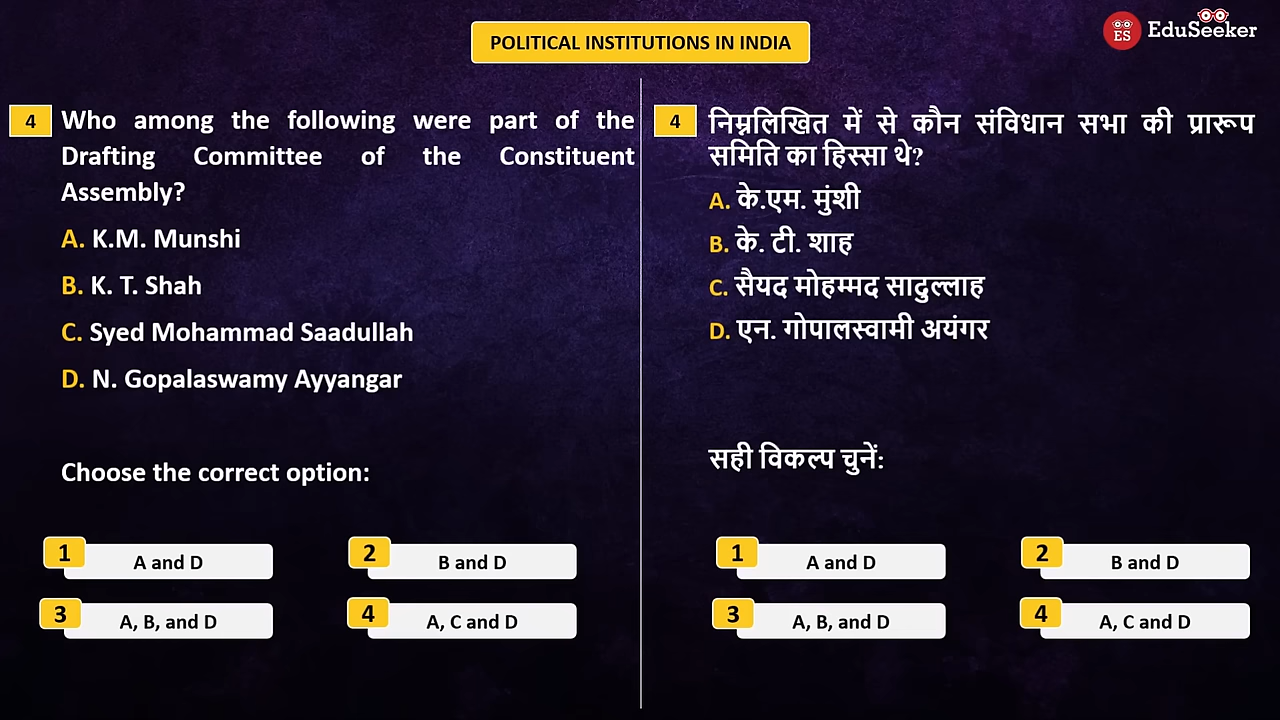 POLITICAL INSTITUTIONS IN INDIA
ES EduSeeker
4 Who among the following were part of the
Drafting Committee of the Constituent
Assembly?
A. K.M. Munshi
B. K. T. Shah
C. Syed Mohammad Saadullah
D. N. Gopalaswamy Ayyangar
Choose the correct option:
1 A and D
2 B and D
3 A, B, and D
4 A, C and D
4 निम्नलिखित में से कौन संविधान सभा की प्रारूप
समिति का हिस्सा थे?
A. के.एम. मुंशी
B. के. टी. शाह
C. सैयद मोहम्मद सादुल्लाह
D. एन. गोपालस्वामी अयंगर
सही विकल्प चुनें:
1 A and D
2 B and D
3 A, B, and D
4 A, C and D